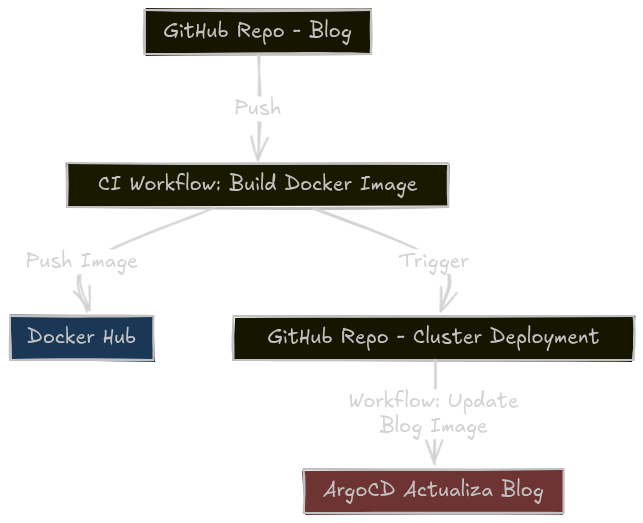 GitHub Repo - Blog
Push
CI Workflow: Build Docker Image
Push Image
Trigger
Docker Hub
GitHub Repo - Cluster Deployment
Workflow: Update
Blog Image
ArgoCD Actualiza Blog